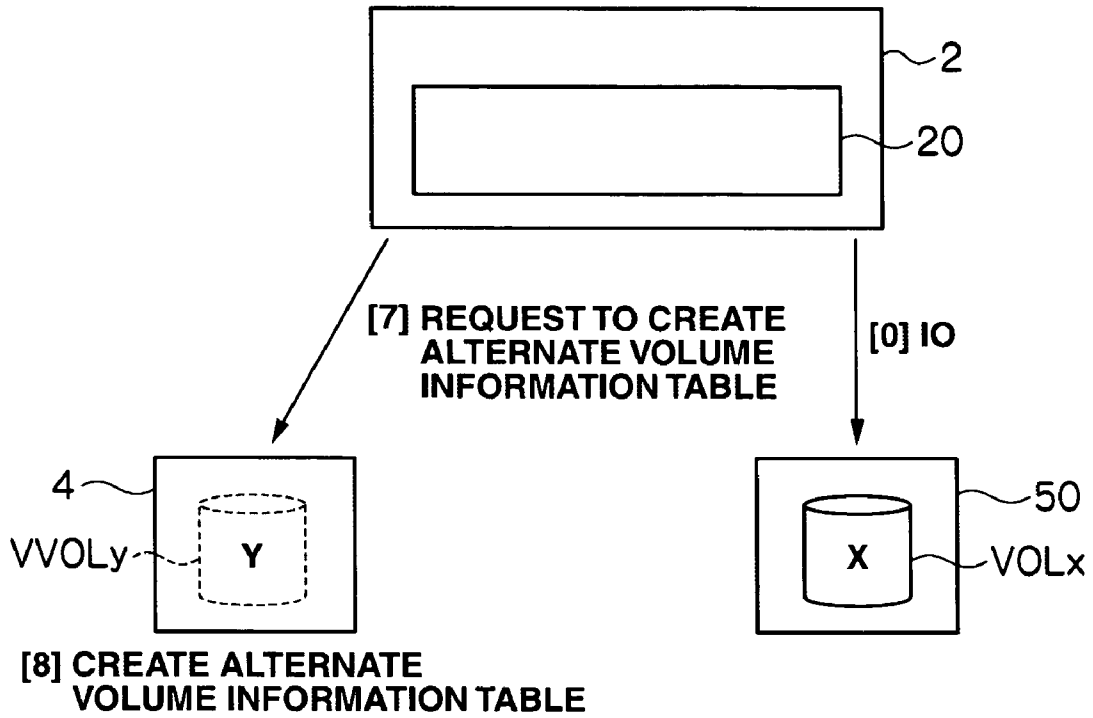 2
20
[7] REQUEST TO CREATE
ALTERNATE VOLUME
INFORMATION TABLE
[0] IO
4
VVOLy
Y
50
X
VOLx
[8] CREATE ALTERNATE
VOLUME INFORMATION TABLE